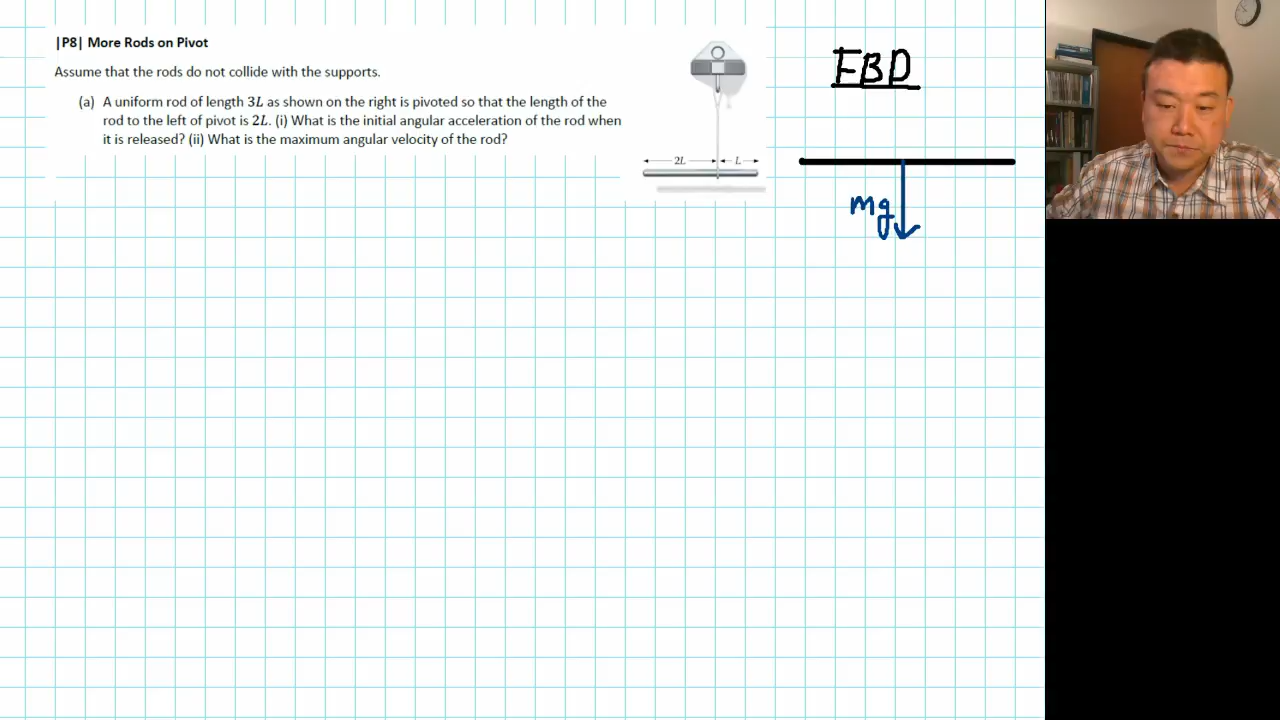 |P8| More Rods on Pivot
Assume that the rods do not collide with the supports.
(a) A uniform rod of length 3L as shown on the right is pivoted so that the length of the
rod to the left of pivot is 2L. (i) What is the initial angular acceleration of the rod when
it is released? (ii) What is the maximum angular velocity of the rod?
2L
L
FBD
mg